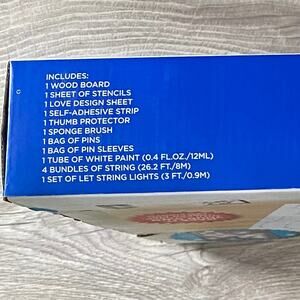 INCLUDES:
1 WOOD BOARD
1 SHEET OF STENCILS
1 LOVE DESIGN SHEET
1 SELF-ADHESIVE STRIP
1 THUMB PROTECTOR
1 SPONGE BRUSH
1 BAG OF PINS
1 BAG OF PIN SLEEVES
1 TUBE OF WHITE PAINT (0.4 FL.OZ./12ML)
4 BUNDLES OF STRING (26.2 FT./8M)
1 SET OF LET STRING LIGHTS (3 FT./0.9M)